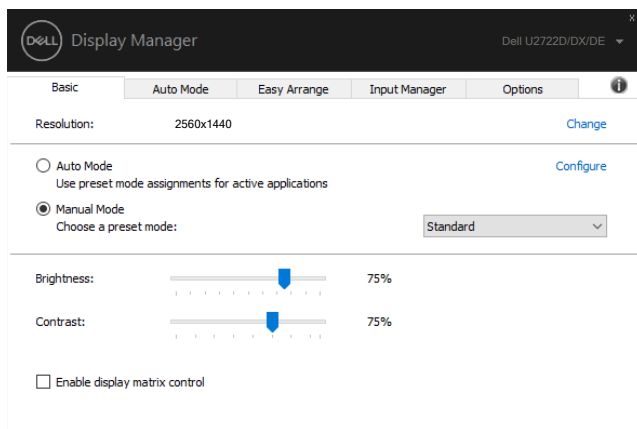 x
DELL Display Manager Dell U2722D/DX/DE
Basic Auto Mode Easy Arrange Input Manager Options i
Resolution: 2560x1440 Change
Auto Mode Configure
Use preset mode assignments for active applications
Manual Mode
Choose a preset mode: Standard
Brightness: 75%
Contrast: 75%
Enable display matrix control